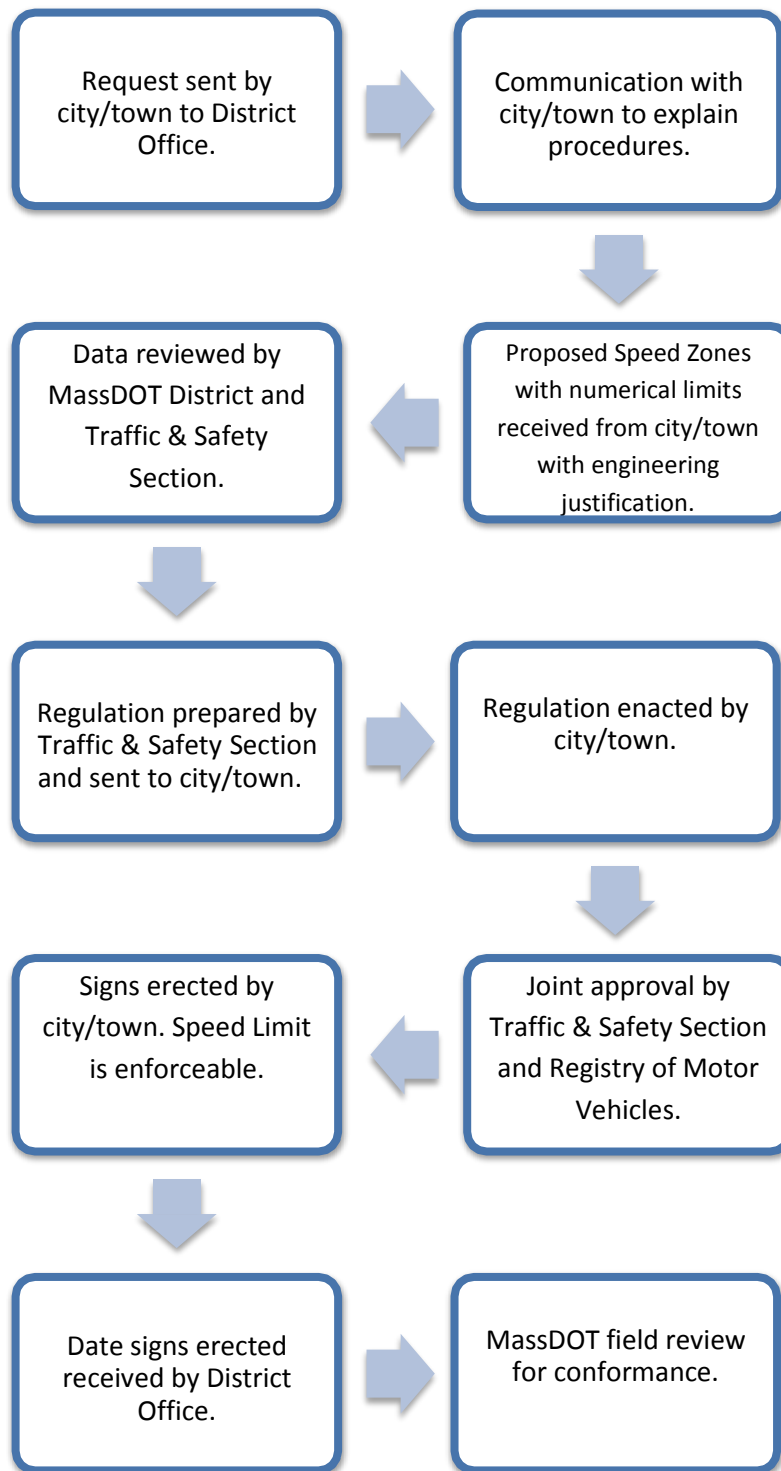 Request sent by
city/town to District
Office.
Communication with
city/town to explain
procedures.
Proposed Speed Zones
with numerical limits
received from city/town
with engineering
justification.
Data reviewed by
MassDOT District and
Traffic & Safety
Section.
Regulation prepared by
Traffic & Safety Section
and sent to city/town.
Regulation enacted by
city/town.
Joint approval by
Traffic & Safety Section
and Registry of Motor
Vehicles.
Signs erected by
city/town. Speed Limit
is enforceable.
Date signs erected
received by District
Office.
MassDOT field review
for conformance.